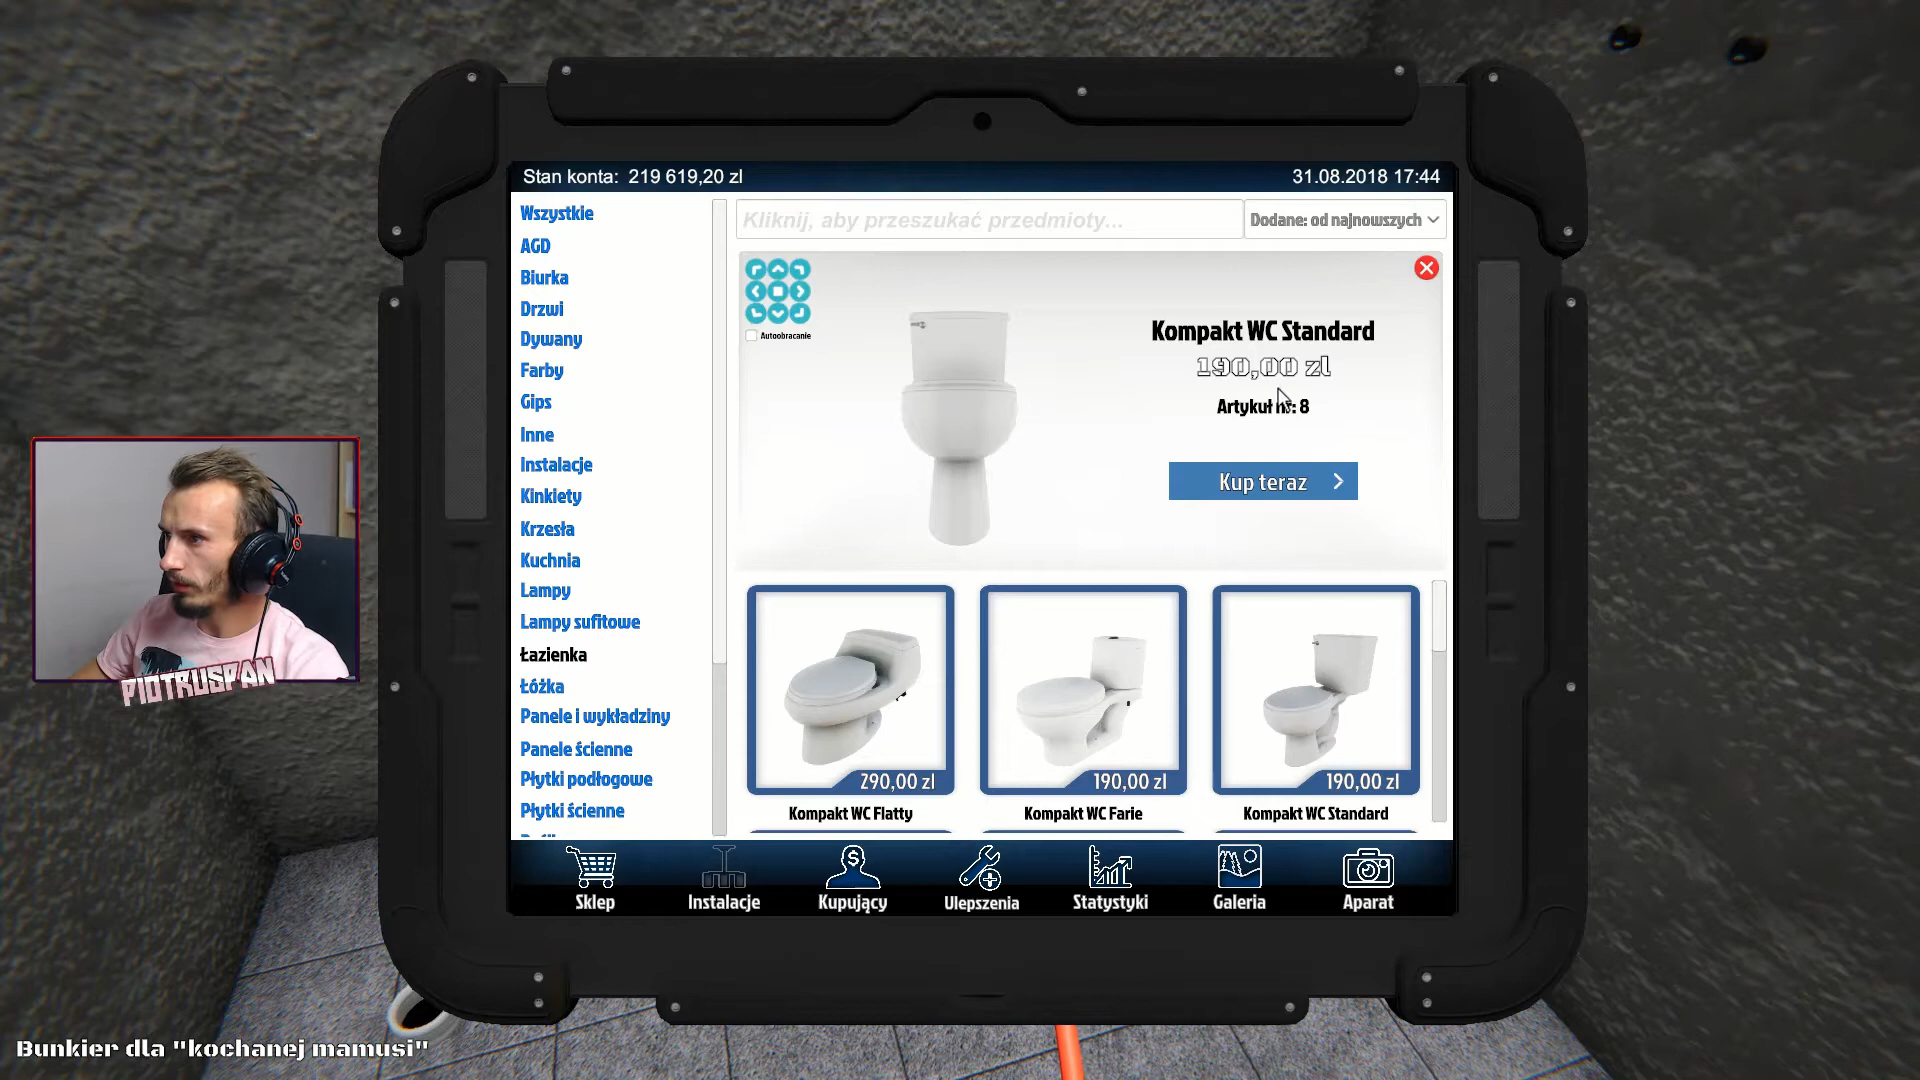 Stan konta: 219 619,20 zl
31.08.2018 17:44
Wszystkie
AGD
Biurka
Drzwi
Dywany
Farby
Gips
Inne
Instalacje
Kinkiety
Krzesła
Kuchnia
Lampy
Lampy sufitowe
Łazienka
Łóżka
Panele i wykładziny
Panele ścienne
Płytki podłogowe
Płytki ścienne
Kliknij, aby przeszukać przedmioty...
Dodane: od najnowszych
Autoobracanie
Kompakt WC Standard
190,00 zl
Artykuł nr: 8
Kup teraz
290,00 zl
190,00 zl
190,00 zl
Kompakt WC Flatty
Kompakt WC Farie
Kompakt WC Standard
Sklep
Instalacje
Kupujący
Ulepszenia
Statystyki
Galeria
Aparat
PIOTRUSPAN
Bunkier dla "kochanej mamusi"